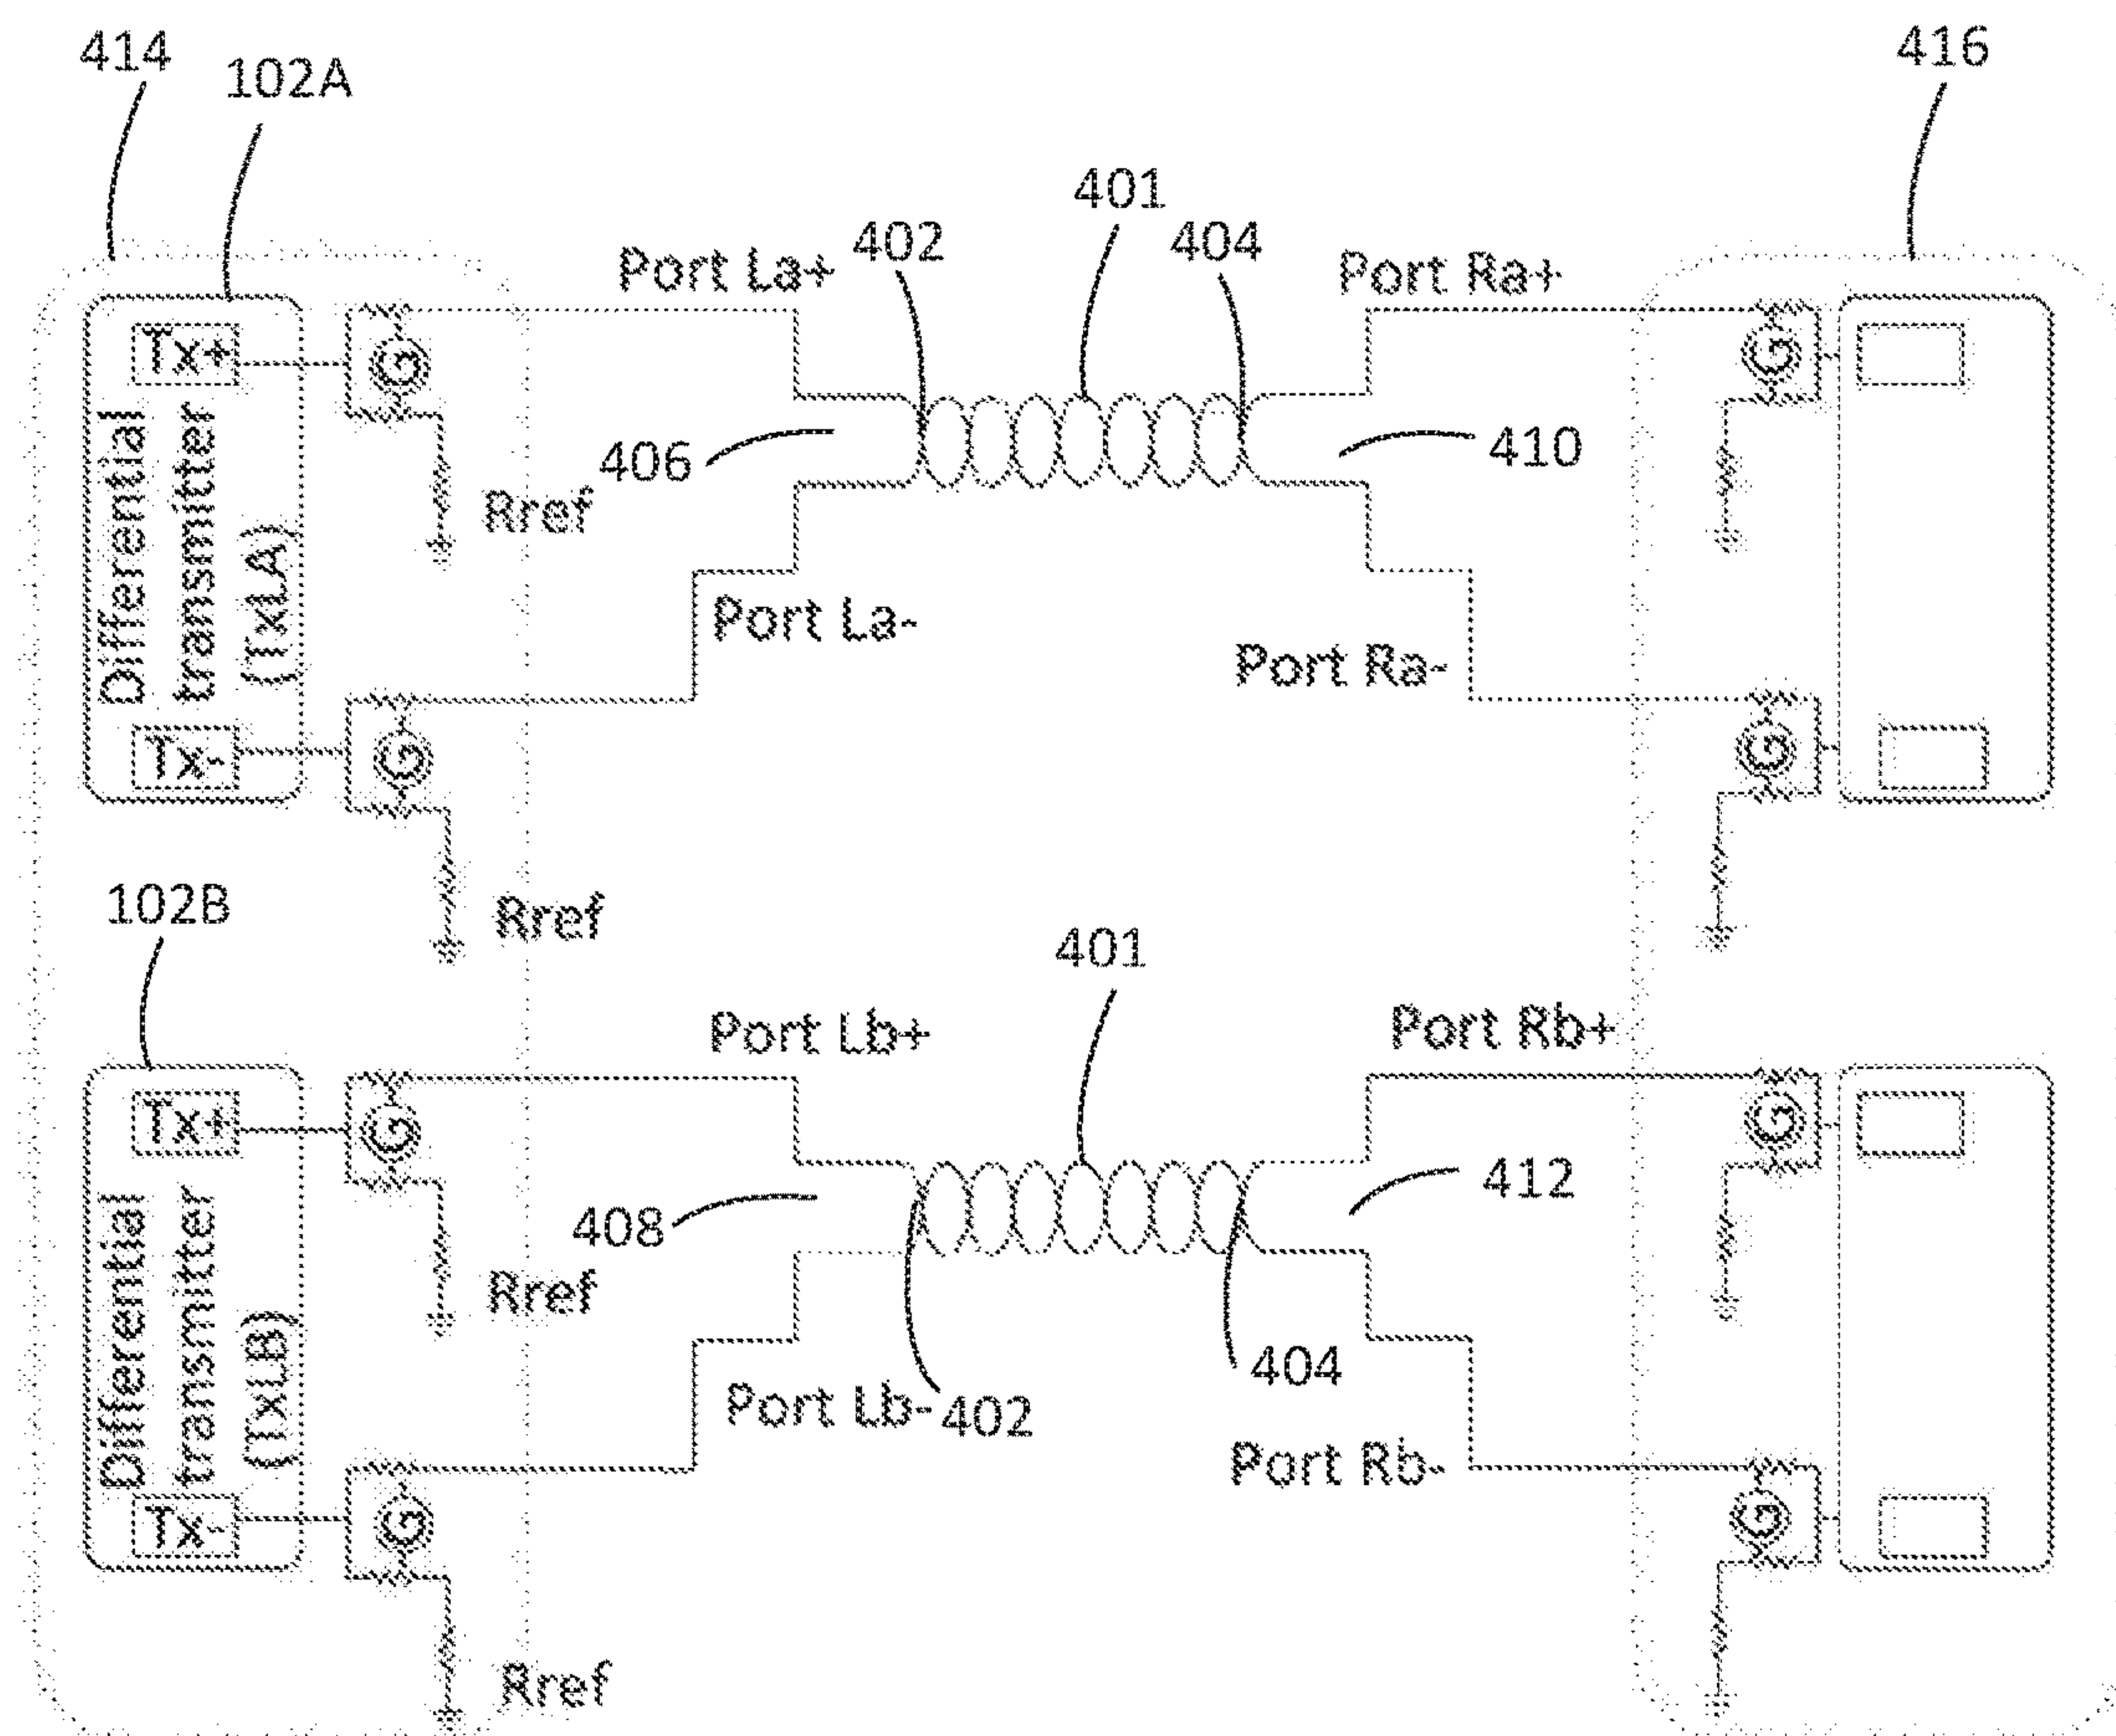 414
102A
416
401
402
404
Port La+
Port Ra+
Tx+
G
G
Differential
transmitter
(TxLA)
406
410
Rref
Port La-
Port Ra-
Tx-
G
G
102B
Rref
401
Port Lb+
Port Rb+
Tx+
G
G
Differential
transmitter
(TxLB)
408
412
Rref
404
Port Lb-
402
Port Rb-
Tx-
G
G
Rref